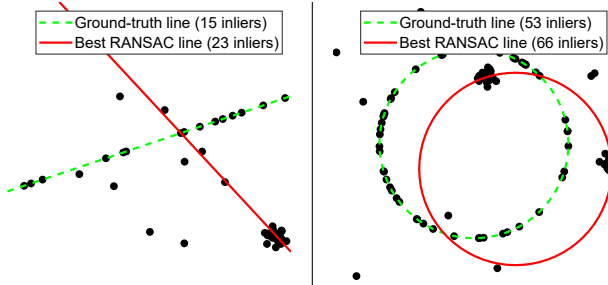 Ground-truth line (15 inliers)
Best RANSAC line (23 inliers)
Ground-truth line (53 inliers)
Best RANSAC line (66 inliers)